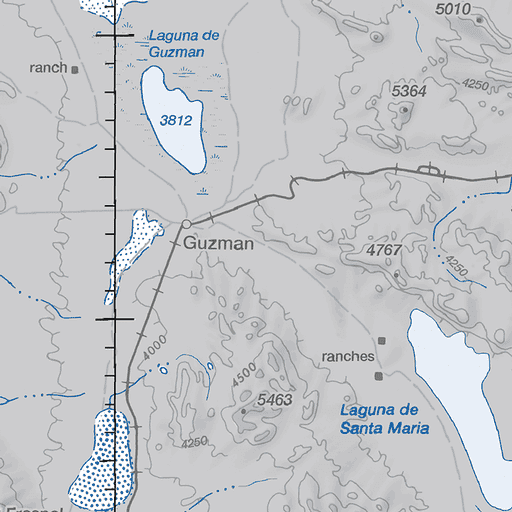 5010
Laguna de
Guzman
ranch
4250
5364
3812
Guzman
4767
4250
4000
ranches
4500
5463
Laguna de
Santa Maria
4250